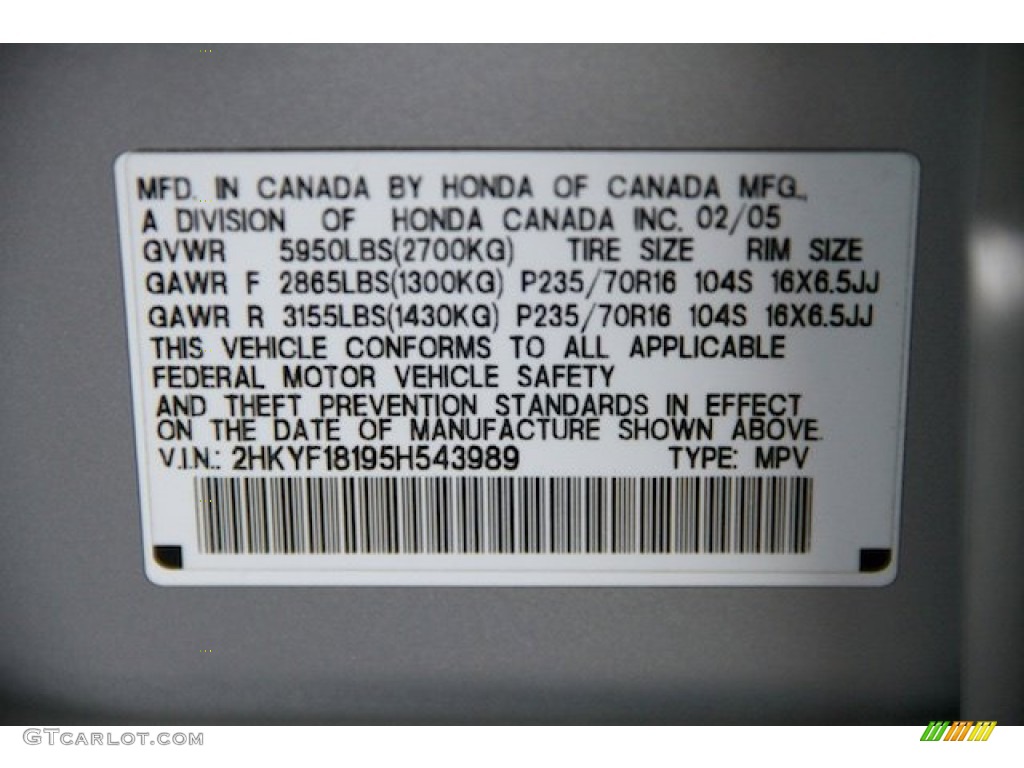 MFD. IN CANADA BY HONDA OF CANADA MFG.,
A DIVISION OF HONDA CANADA INC. 02/05
GVWR 5950LBS(2700KG) TIRE SIZE RIM SIZE
GAWR F 2865LBS(1300KG) P235/70R16 104S 16X6.5JJ
GAWR R 3155LBS(1430KG) P235/70R16 104S 16X6.5JJ
THIS VEHICLE CONFORMS TO ALL APPLICABLE
FEDERAL MOTOR VEHICLE SAFETY
AND THEFT PREVENTION STANDARDS IN EFFECT
ON THE DATE OF MANUFACTURE SHOWN ABOVE.
V.I.N.: 2HKYF18195H543989 TYPE: MPV
GTCARLOT.COM